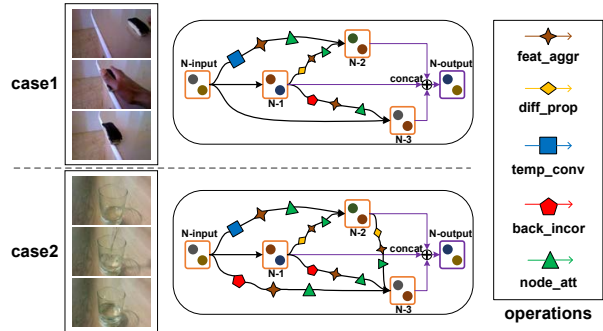 case1
N-input
N-2
N-output
concat
N-1
N-3
case2
N-input
N-2
N-output
concat
N-1
N-3
feat_aggr
diff_prop
temp_conv
back_incor
node_att
operations